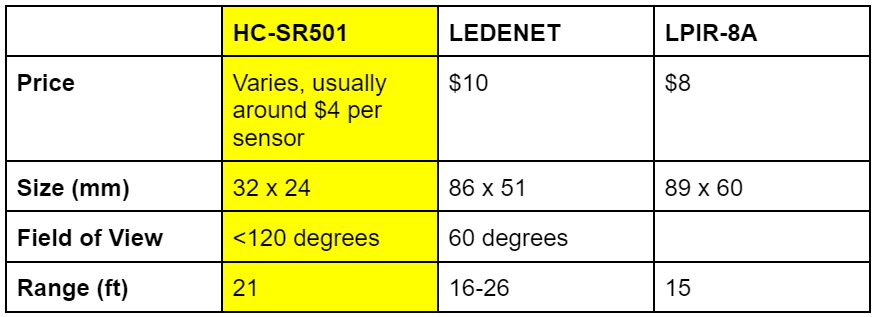 HC-SR501 LEDENET LPIR-8A
Price Varies, usually around $4 per sensor $10 $8
Size (mm) 32 x 24 86 x 51 89 x 60
Field of View <120 degrees 60 degrees
Range (ft) 21 16-26 15